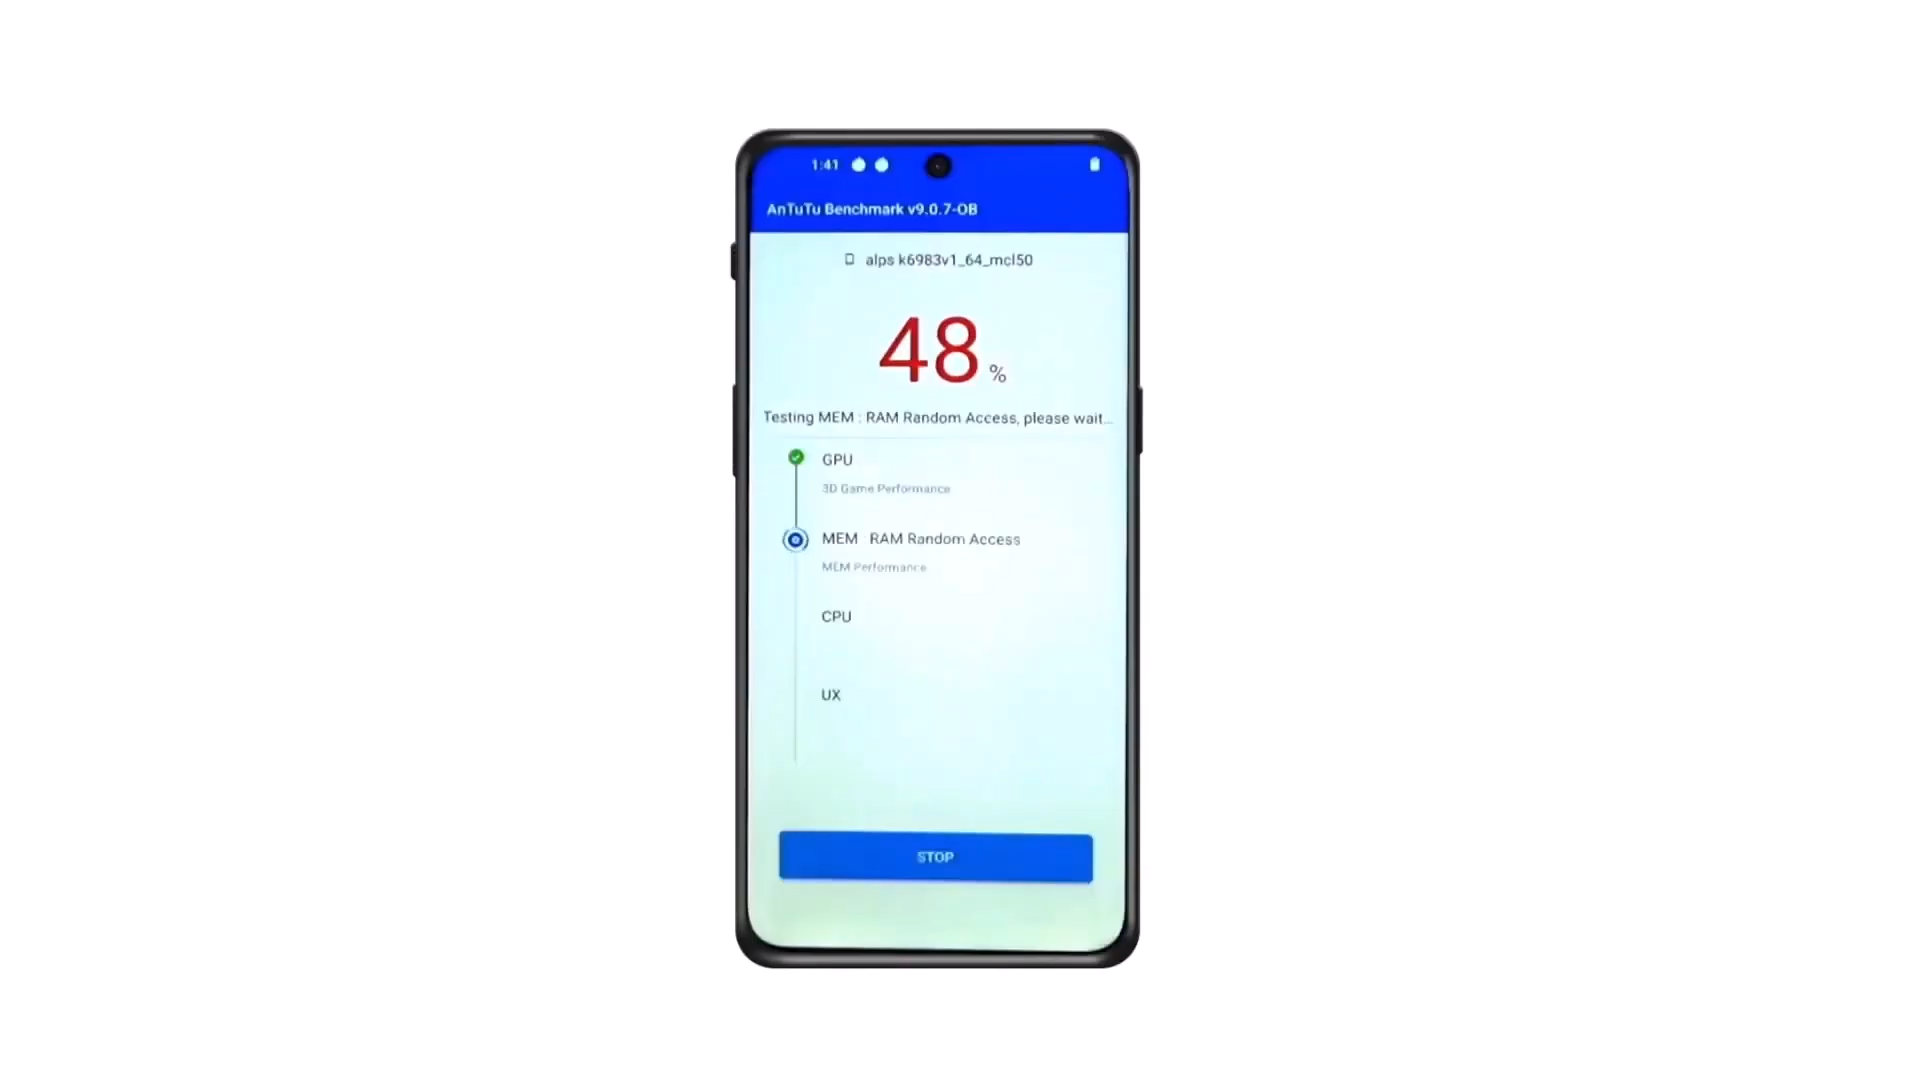 1:41
AnTuTu Benchmark v9.0.7-OB
alps k6983v1_64_mcl50
48 %
Testing MEM : RAM Random Access, please wait...
GPU
3D Game Performance
MEM : RAM Random Access
MEM Performance
CPU
UX
STOP